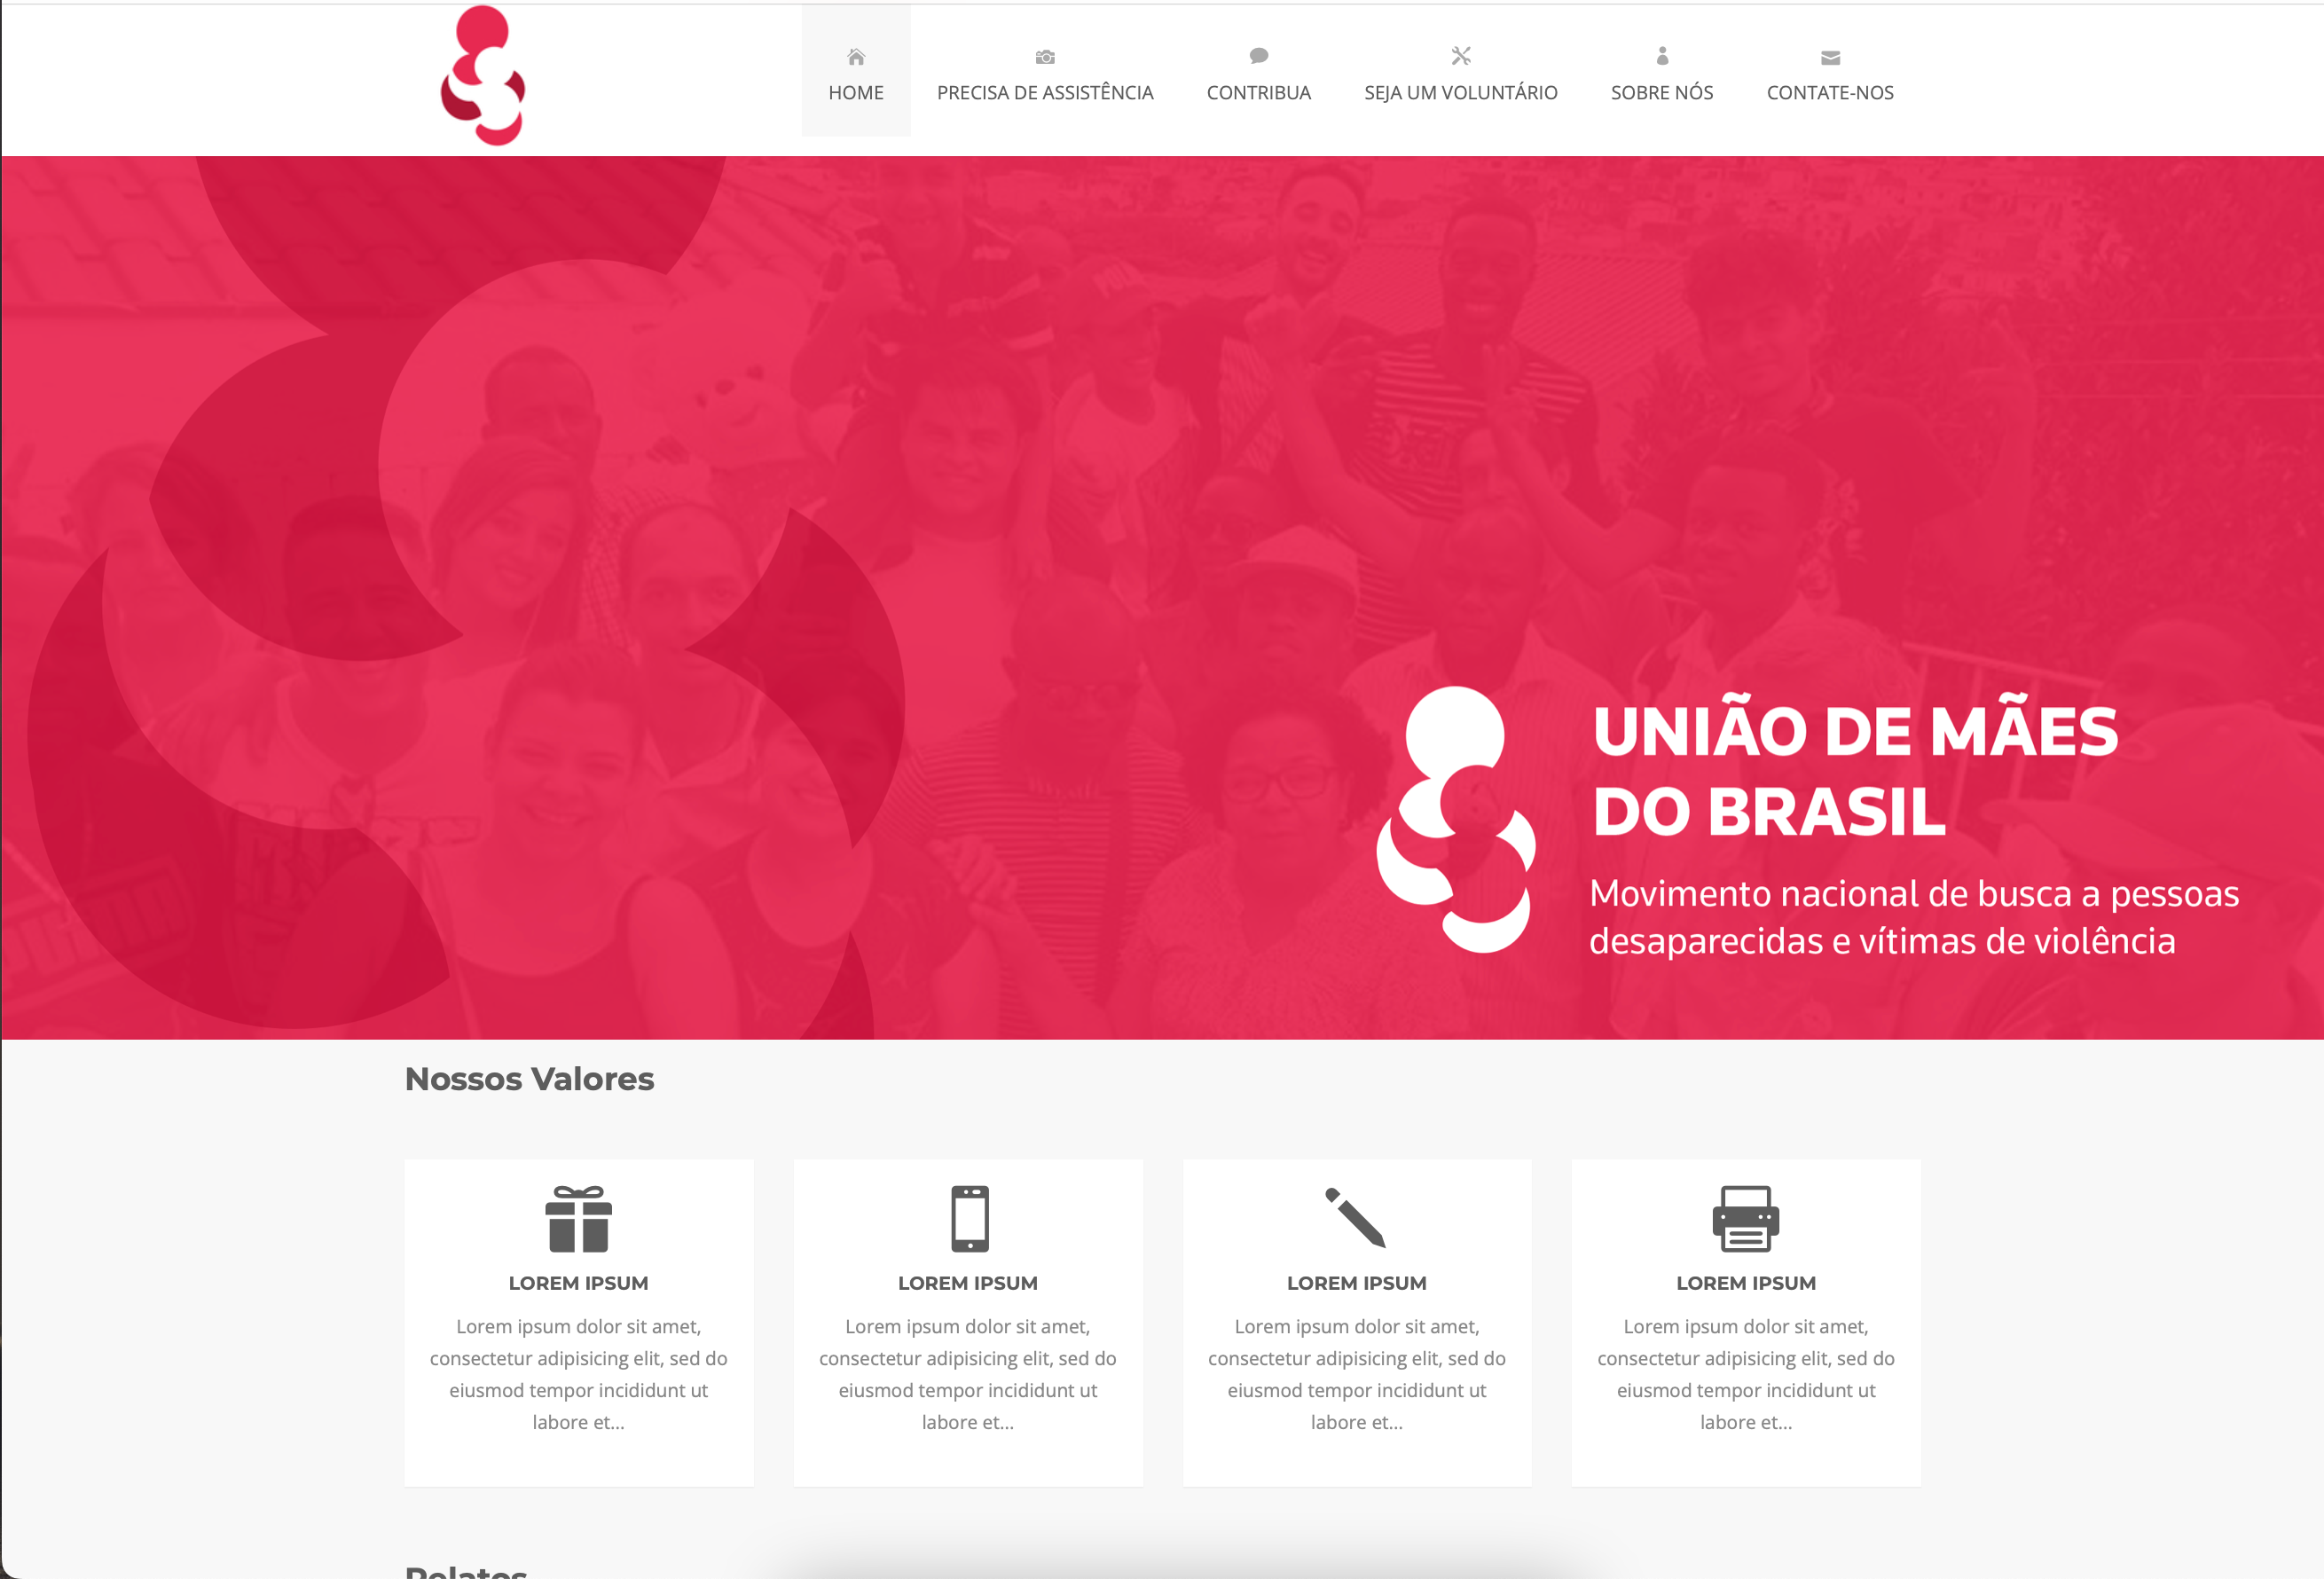 HOME
PRECISA DE ASSISTÊNCIA
CONTRIBUA
SEJA UM VOLUNTÁRIO
SOBRE NÓS
CONTATE-NOS
UNIÃO DE MÃES
DO BRASIL
Movimento nacional de busca a pessoas
desaparecidas e vítimas de violência
Nossos Valores
LOREM IPSUM
Lorem ipsum dolor sit amet,
consectetur adipisicing elit, sed do
eiusmod tempor incididunt ut
labore et...
LOREM IPSUM
Lorem ipsum dolor sit amet,
consectetur adipisicing elit, sed do
eiusmod tempor incididunt ut
labore et...
LOREM IPSUM
Lorem ipsum dolor sit amet,
consectetur adipisicing elit, sed do
eiusmod tempor incididunt ut
labore et...
LOREM IPSUM
Lorem ipsum dolor sit amet,
consectetur adipisicing elit, sed do
eiusmod tempor incididunt ut
labore et...
Relatos